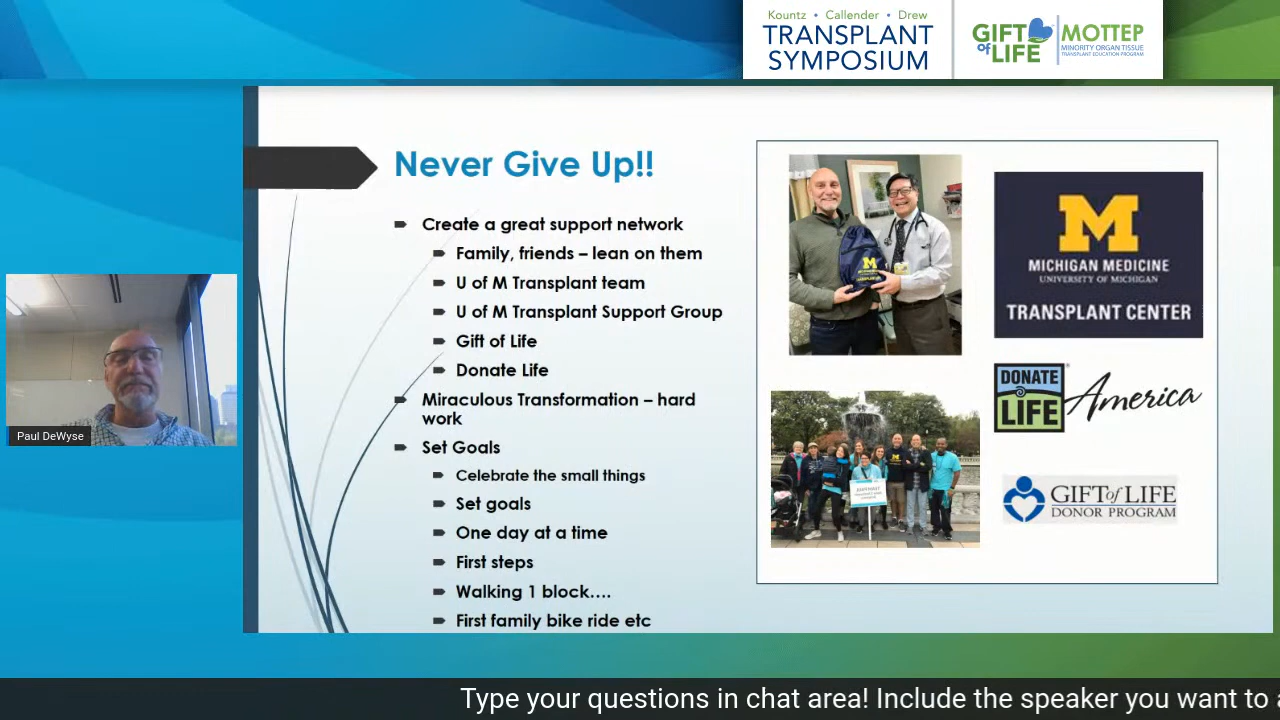 Kountz • Callender • Drew
TRANSPLANT
SYMPOSIUM
GIFT
of LIFE
MOTTEP
MINORITY ORGAN TISSUE
TRANSPLANT EDUCATION PROGRAM
Never Give Up!!
Create a great support network
Family, friends – lean on them
U of M Transplant team
U of M Transplant Support Group
Gift of Life
Donate Life
Miraculous Transformation – hard
work
Set Goals
Celebrate the small things
Set goals
One day at a time
First steps
Walking 1 block....
First family bike ride etc
M
M
MICHIGAN MEDICINE
UNIVERSITY OF MICHIGAN
TRANSPLANT CENTER
DONATE
LIFE
® America
M
GIFT of LIFE
DONOR PROGRAM
Paul DeWyse
Type your questions in chat area! Include the speaker you want to